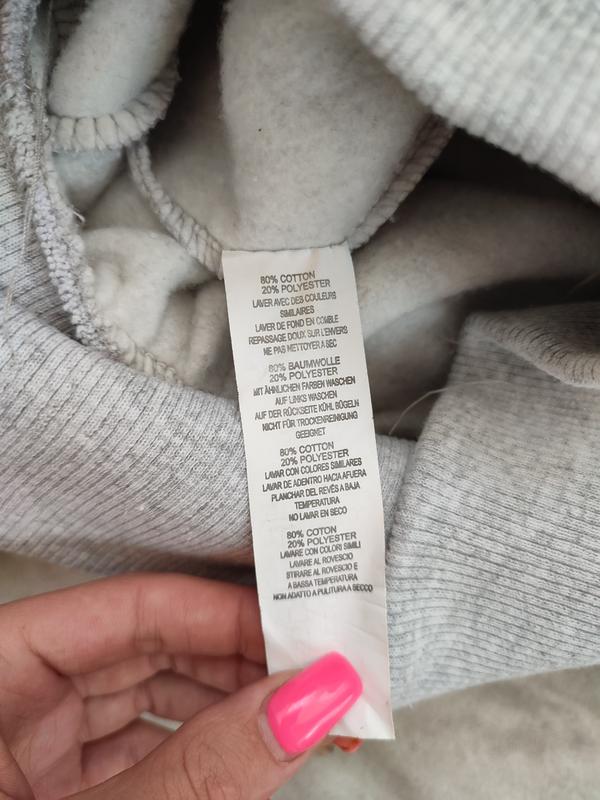 80% COTTON
20% POLYESTER
LAVER AVEC DES COULEURS
SIMILAIRES
LAVER DE FOND EN COMBLE
REPASSAGE DOUX SUR L'ENVERS
NE PAS METTOYER A SEC
80% BAUMWOLLE
20% POLYESTER
MIT ÄHNLICHEN FARBEN WASCHEN
AUF LINKS WASCHEN
AUF DER RÜCKSEITE KÜHL BÜGELN
NICHT FÜR TROCKENREINIGUNG
GEEIGNET
80% COTTON
20% POLYESTER
LAVAR CON COLORES SIMILARES
LAVAR DE ADENTRO HACIA AFUERA
PLANCHAR DEL REVÉS A BAJA
TEMPERATURA
NO LAVAR EN SECO
80% COTON
20% POLYESTER
LAVARE CON COLORI SIMILI
LAVARE AL ROVESCIO
STIRARE AL ROVESCIO E
A BASSA TEMPERATURA
NON ADATTO A PULITURA A SECCO